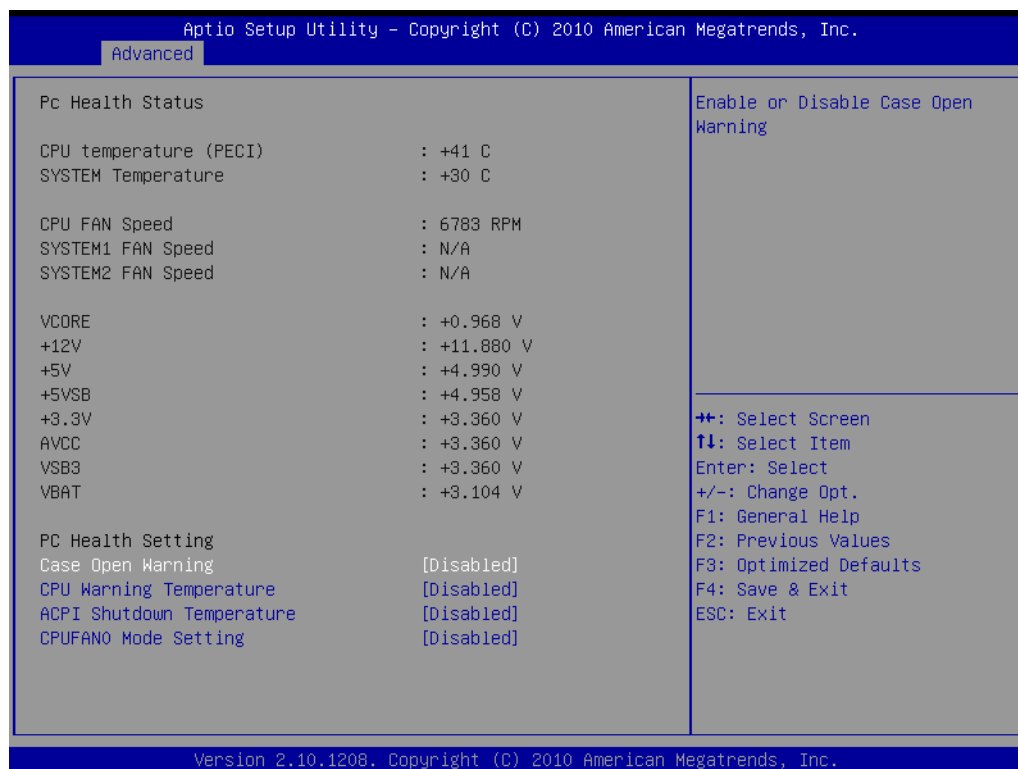 Aptio Setup Utility – Copyright (C) 2010 American Megatrends, Inc.
Advanced
Pc Health Status
CPU temperature (PECI) : +41 C
SYSTEM Temperature : +30 C
CPU FAN Speed : 6783 RPM
SYSTEM1 FAN Speed : N/A
SYSTEM2 FAN Speed : N/A
VCORE : +0.968 V
+12V : +11.880 V
+5V : +4.990 V
+5VSB : +4.958 V
+3.3V : +3.360 V
AVCC : +3.360 V
VSB3 : +3.360 V
VBAT : +3.104 V
PC Health Setting
Case Open Warning [Disabled]
CPU Warning Temperature [Disabled]
ACPI Shutdown Temperature [Disabled]
CPUFAN0 Mode Setting [Disabled]
Enable or Disable Case Open
Warning
→←: Select Screen
↑↓: Select Item
Enter: Select
+/-: Change Opt.
F1: General Help
F2: Previous Values
F3: Optimized Defaults
F4: Save & Exit
ESC: Exit
Version 2.10.1208. Copyright (C) 2010 American Megatrends, Inc.